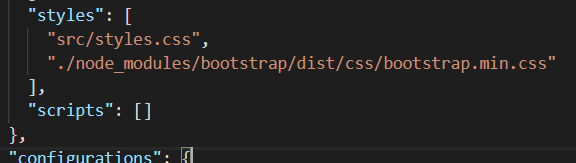 "styles": [
"src/styles.css",
"./node_modules/bootstrap/dist/css/bootstrap.min.css"
],
"scripts": []
},
"configurations": {